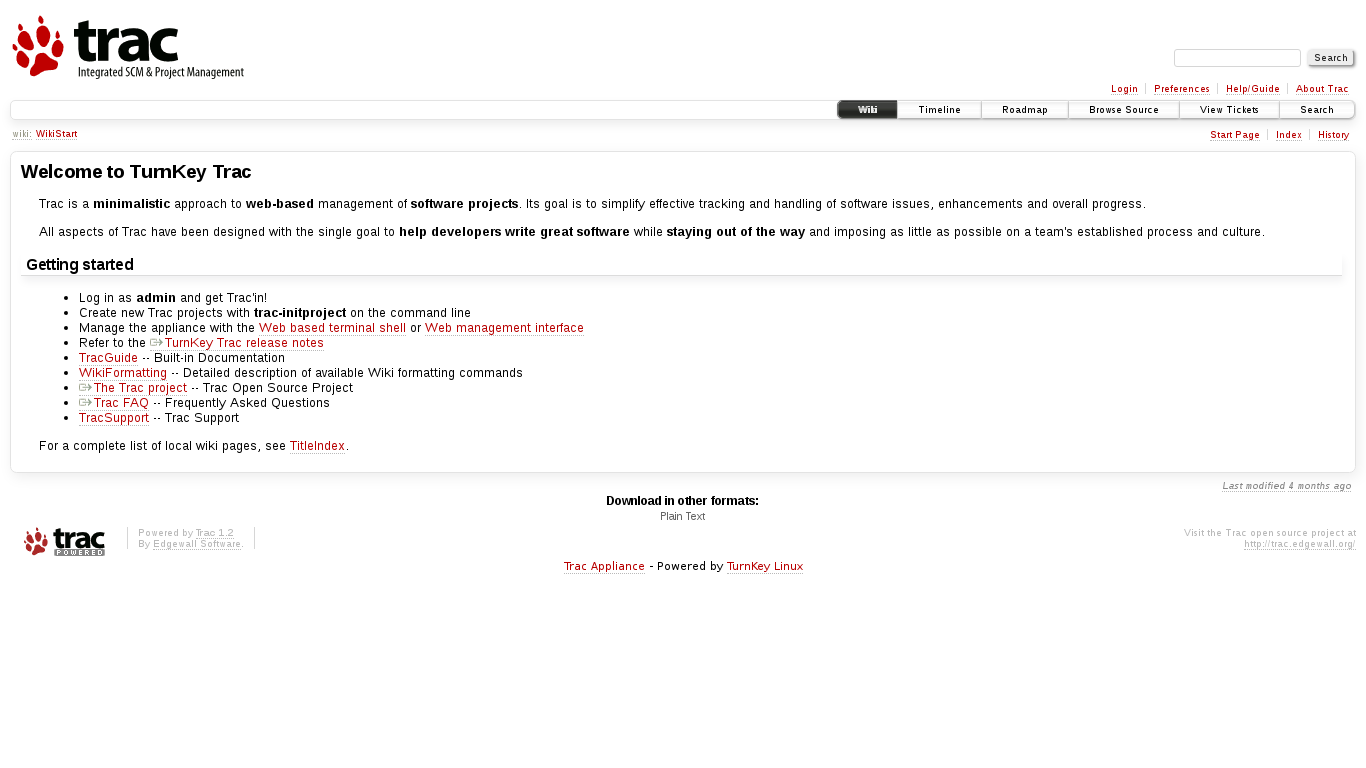 trac
Integrated SCM & Project Management
Search
Login Preferences Help/Guide About Trac
Wiki Timeline Roadmap Browse Source View Tickets Search
wiki: WikiStart
Start Page Index History
Welcome to TurnKey Trac
Trac is a minimalistic approach to web-based management of software projects. Its goal is to simplify effective tracking and handling of software issues, enhancements and overall progress.
All aspects of Trac have been designed with the single goal to help developers write great software while staying out of the way and imposing as little as possible on a team's established process and culture.
Getting started
• Log in as admin and get Trac'in!
• Create new Trac projects with trac-initproject on the command line
• Manage the appliance with the Web based terminal shell or Web management interface
• Refer to the TurnKey Trac release notes
• TracGuide -- Built-in Documentation
• WikiFormatting -- Detailed description of available Wiki formatting commands
• The Trac project -- Trac Open Source Project
• Trac FAQ -- Frequently Asked Questions
• TracSupport -- Trac Support
For a complete list of local wiki pages, see TitleIndex.
Last modified 4 months ago
Download in other formats:
Plain Text
trac
POWERED
Powered by Trac 1.2
By Edgewall Software.
Visit the Trac open source project at
http://trac.edgewall.org/
Trac Appliance - Powered by TurnKey Linux